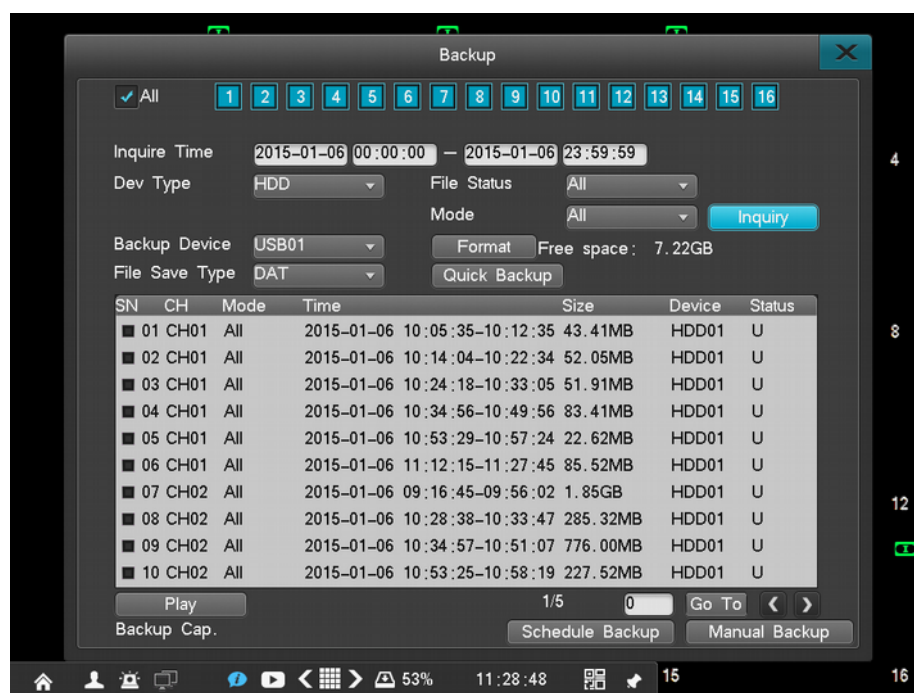 Backup
All 1 2 3 4 5 6 7 8 9 10 11 12 13 14 15 16
Inquire Time 2015-01-06 00:00:00 - 2015-01-06 23:59:59
4
Dev Type HDD File Status All
Mode All Inquiry
Backup Device USB01 Format Free space: 7.22GB
File Save Type DAT Quick Backup
SN CH Mode Time Size Device Status
01 CH01 All 2015-01-06 10:05:35-10:12:35 43.41MB HDD01 U
8
02 CH01 All 2015-01-06 10:14:04-10:22:34 52.05MB HDD01 U
03 CH01 All 2015-01-06 10:24:18-10:33:05 51.91MB HDD01 U
04 CH01 All 2015-01-06 10:34:56-10:49:56 83.41MB HDD01 U
05 CH01 All 2015-01-06 10:53:29-10:57:24 22.62MB HDD01 U
06 CH01 All 2015-01-06 11:12:15-11:27:45 85.52MB HDD01 U
07 CH02 All 2015-01-06 09:16:45-09:56:02 1.85GB HDD01 U
12
08 CH02 All 2015-01-06 10:28:38-10:33:47 285.32MB HDD01 U
09 CH02 All 2015-01-06 10:34:57-10:51:07 776.00MB HDD01 U
10 CH02 All 2015-01-06 10:53:25-10:58:19 227.52MB HDD01 U
Play 1/5 0 Go To
Backup Cap. Schedule Backup Manual Backup
53% 11:28:48 15 16